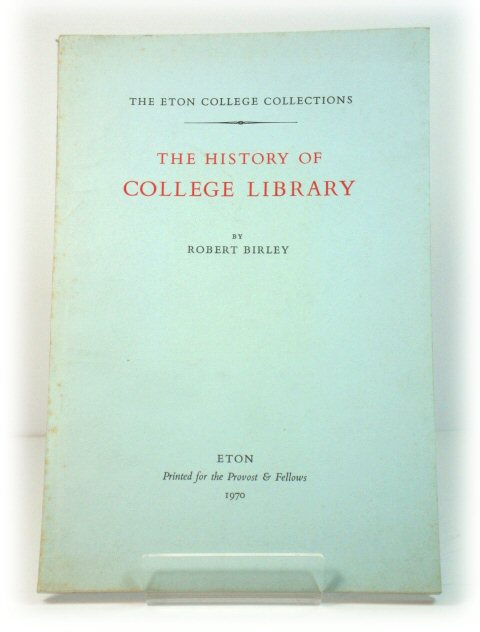 THE ETON COLLEGE COLLECTIONS
THE HISTORY OF
COLLEGE LIBRARY
BY
ROBERT BIRLEY
ETON
Printed for the Provost & Fellows
1970